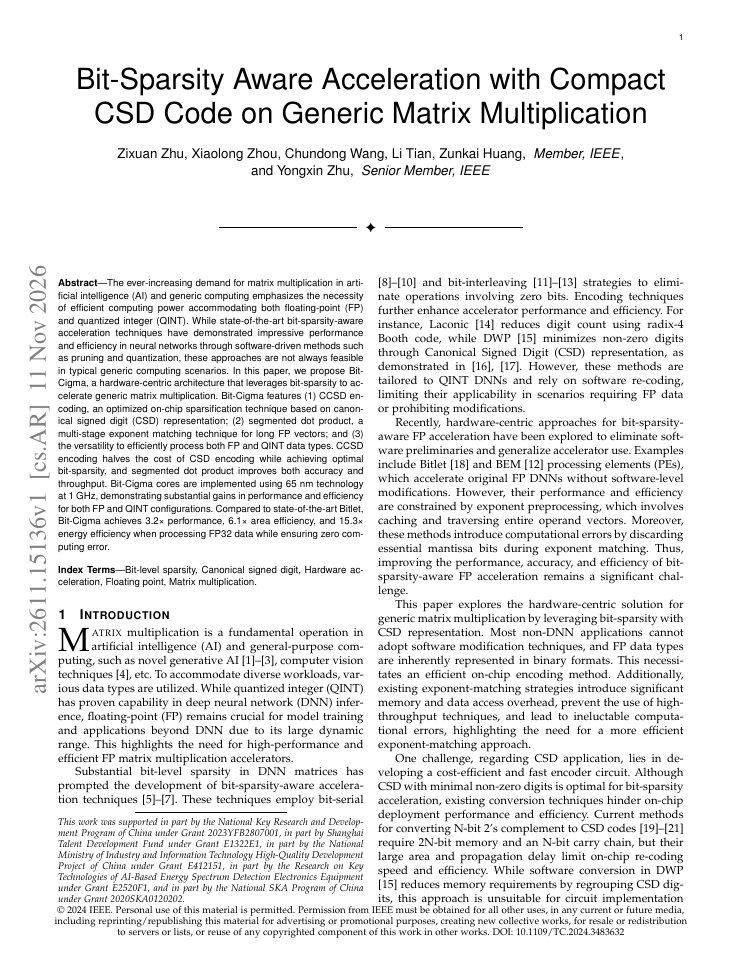 1
Bit-Sparsity Aware Acceleration with Compact
CSD Code on Generic Matrix Multiplication
Zixuan Zhu, Xiaolong Zhou, Chundong Wang, Li Tian, Zunkai Huang, Member, IEEE,
and Yongxin Zhu, Senior Member, IEEE
arXiv:2611.15136v1 [cs.AR] 11 Nov 2026
Abstract—The ever-increasing demand for matrix multiplication in arti-
ficial intelligence (AI) and generic computing emphasizes the necessity
of efficient computing power accommodating both floating-point (FP)
and quantized integer (QINT). While state-of-the-art bit-sparsity-aware
acceleration techniques have demonstrated impressive performance
and efficiency in neural networks through software-driven methods such
as pruning and quantization, these approaches are not always feasible
in typical generic computing scenarios. In this paper, we propose Bit-
Cigma, a hardware-centric architecture that leverages bit-sparsity to ac-
celerate generic matrix multiplication. Bit-Cigma features (1) CCSD en-
coding, an optimized on-chip sparsification technique based on canon-
ical signed digit (CSD) representation; (2) segmented dot product, a
multi-stage exponent matching technique for long FP vectors; and (3)
the versatility to efficiently process both FP and QINT data types. CCSD
encoding halves the cost of CSD encoding while achieving optimal
bit-sparsity, and segmented dot product improves both accuracy and
throughput. Bit-Cigma cores are implemented using 65 nm technology
at 1 GHz, demonstrating substantial gains in performance and efficiency
for both FP and QINT configurations. Compared to state-of-the-art Bitlet,
Bit-Cigma achieves 3.2× performance, 6.1× area efficiency, and 15.3×
energy efficiency when processing FP32 data while ensuring zero com-
puting error.
Index Terms—Bit-level sparsity, Canonical signed digit, Hardware ac-
celeration, Floating point, Matrix multiplication.
1 INTRODUCTION
MATRIX multiplication is a fundamental operation in
artificial intelligence (AI) and general-purpose com-
puting, such as novel generative AI [1]–[3], computer vision
techniques [4], etc. To accommodate diverse workloads, var-
ious data types are utilized. While quantized integer (QINT)
has proven capability in deep neural network (DNN) infer-
ence, floating-point (FP) remains crucial for model training
and applications beyond DNN due to its large dynamic
range. This highlights the need for high-performance and
efficient FP matrix multiplication accelerators.
Substantial bit-level sparsity in DNN matrices has
prompted the development of bit-sparsity-aware accelera-
tion techniques [5]–[7]. These techniques employ bit-serial
This work was supported in part by the National Key Research and Develop-
ment Program of China under Grant 2023YFB2807001, in part by Shanghai
Talent Development Fund under Grant E1322E1, in part by the National
Ministry of Industry and Information Technology High-Quality Development
Project of China under Grant E412151, in part by the Research on Key
Technologies of AI-Based Energy Spectrum Detection Electronics Equipment
under Grant E2520F1, and in part by the National SKA Program of China
under Grant 2020SKA0120202.
[8]–[10] and bit-interleaving [11]–[13] strategies to elimi-
nate operations involving zero bits. Encoding techniques
further enhance accelerator performance and efficiency. For
instance, Laconic [14] reduces digit count using radix-4
Booth code, while DWP [15] minimizes non-zero digits
through Canonical Signed Digit (CSD) representation, as
demonstrated in [16], [17]. However, these methods are
tailored to QINT DNNs and rely on software re-coding,
limiting their applicability in scenarios requiring FP data
or prohibiting modifications.
Recently, hardware-centric approaches for bit-sparsity-
aware FP acceleration have been explored to eliminate soft-
ware preliminaries and generalize accelerator use. Examples
include Bitlet [18] and BEM [12] processing elements (PEs),
which accelerate original FP DNNs without software-level
modifications. However, their performance and efficiency
are constrained by exponent preprocessing, which involves
caching and traversing entire operand vectors. Moreover,
these methods introduce computational errors by discarding
essential mantissa bits during exponent matching. Thus,
improving the performance, accuracy, and efficiency of bit-
sparsity-aware FP acceleration remains a significant chal-
lenge.
This paper explores the hardware-centric solution for
generic matrix multiplication by leveraging bit-sparsity with
CSD representation. Most non-DNN applications cannot
adopt software modification techniques, and FP data types
are inherently represented in binary formats. This necessi-
tates an efficient on-chip encoding method. Additionally,
existing exponent-matching strategies introduce significant
memory and data access overhead, prevent the use of high-
throughput techniques, and lead to ineluctable computa-
tional errors, highlighting the need for a more efficient
exponent-matching approach.
One challenge, regarding CSD application, lies in de-
veloping a cost-efficient and fast encoder circuit. Although
CSD with minimal non-zero digits is optimal for bit-sparsity
acceleration, existing conversion techniques hinder on-chip
deployment performance and efficiency. Current methods
for converting N-bit 2's complement to CSD codes [19]–[21]
require 2N-bit memory and an N-bit carry chain, but their
large area and propagation delay limit on-chip re-coding
speed and efficiency. While software conversion in DWP
[15] reduces memory requirements by regrouping CSD dig-
its, this approach is unsuitable for circuit implementation
© 2024 IEEE. Personal use of this material is permitted. Permission from IEEE must be obtained for all other uses, in any current or future media,
including reprinting/republishing this material for advertising or promotional purposes, creating new collective works, for resale or redistribution
to servers or lists, or reuse of any copyrighted component of this work in other works. DOI: 10.1109/TC.2024.3483632